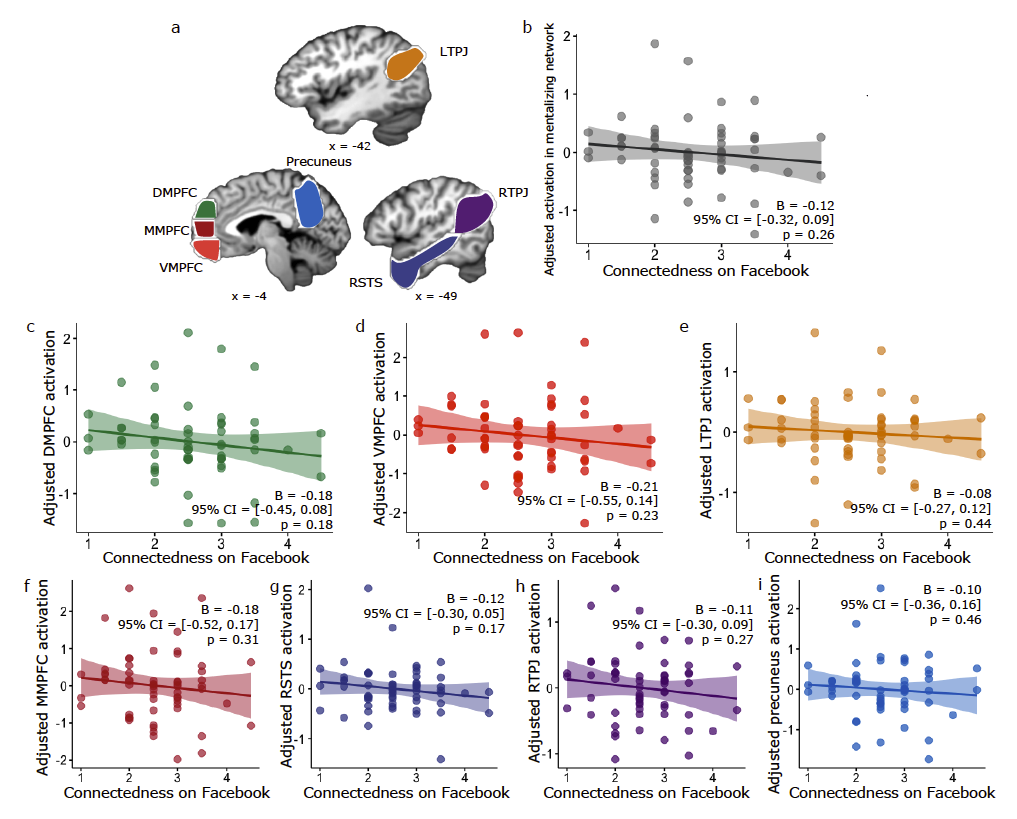 a
LTPJ
x = -42
Precuneus
DMPFC
MMPFC
VMPFC
RTPJ
RSTS
x = -4
x = -49
b
Adjusted activation in mentalizing network
2
1
0
-1
B = -0.12
95% CI = [-0.32, 0.09]
p = 0.26
1
2
3
4
Connectedness on Facebook
c
Adjusted DMPFC activation
2
1
0
-1
B = -0.18
95% CI = [-0.45, 0.08]
p = 0.18
1
2
3
4
Connectedness on Facebook
d
Adjusted VMPFC activation
2
1
0
-1
-2
B = -0.21
95% CI = [-0.55, 0.14]
p = 0.23
1
2
3
4
Connectedness on Facebook
e
Adjusted LTPJ activation
1
0
-1
B = -0.08
95% CI = [-0.27, 0.12]
p = 0.44
1
2
3
4
Connectedness on Facebook
f
Adjusted MMPFC activation
2
1
0
-1
-2
B = -0.18
95% CI = [-0.52, 0.17]
p = 0.31
1
2
3
4
Connectedness on Facebook
g
Adjusted RSTS activation
2
1
0
-1
B = -0.12
95% CI = [-0.30, 0.05]
p = 0.17
1
2
3
4
Connectedness on Facebook
h
Adjusted RTPJ activation
1
0
-1
B = -0.11
95% CI = [-0.30, 0.09]
p = 0.27
1
2
3
4
Connectedness on Facebook
i
Adjusted precuneus activation
2
1
0
-1
B = -0.10
95% CI = [-0.36, 0.16]
p = 0.46
1
2
3
4
Connectedness on Facebook